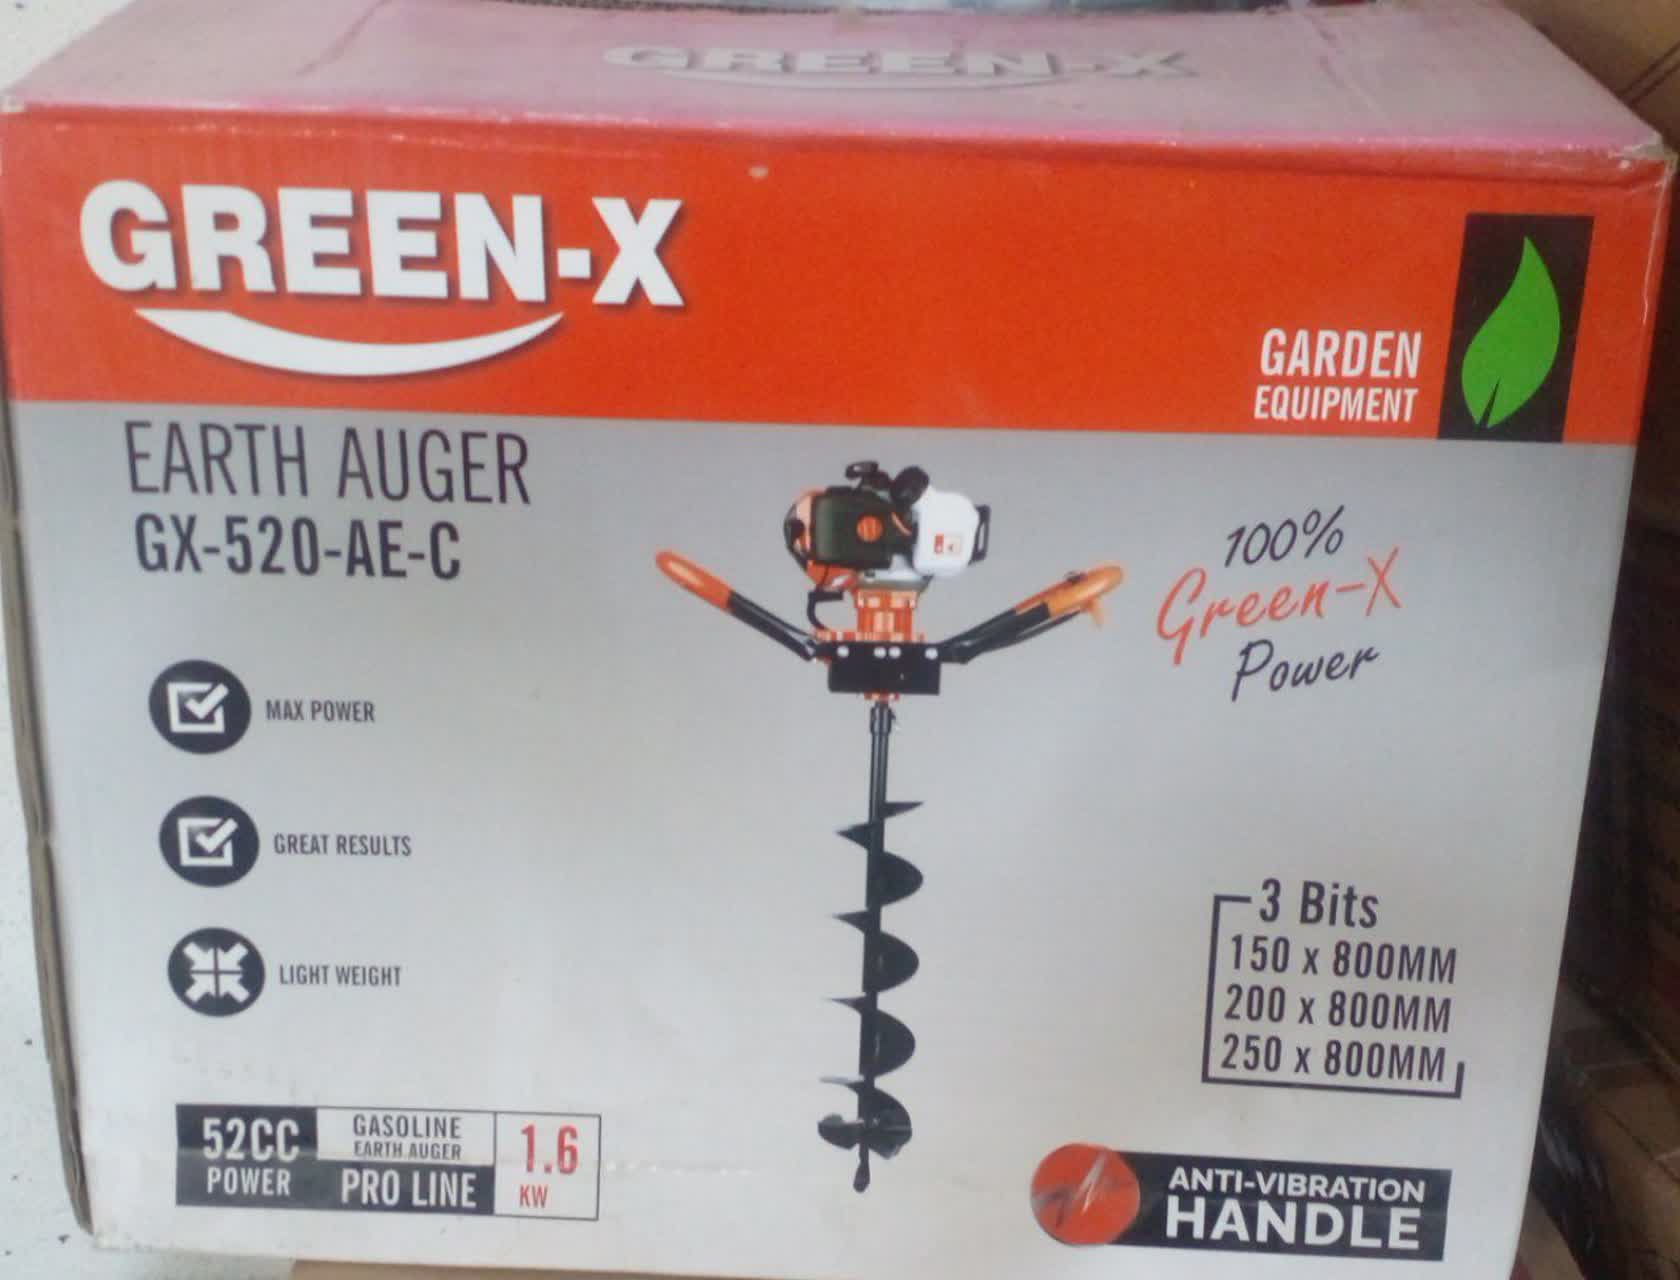 GREEN-X
GREEN-X
GARDEN
EQUIPMENT
EARTH AUGER
GX-520-AE-C
100%
Green-X
Power
MAX POWER
GREAT RESULTS
LIGHT WEIGHT
3 Bits
150 x 800MM
200 x 800MM
250 x 800MM
52CC
POWER
GASOLINE
EARTH AUGER
PRO LINE
1.6
KW
ANTI-VIBRATION
HANDLE